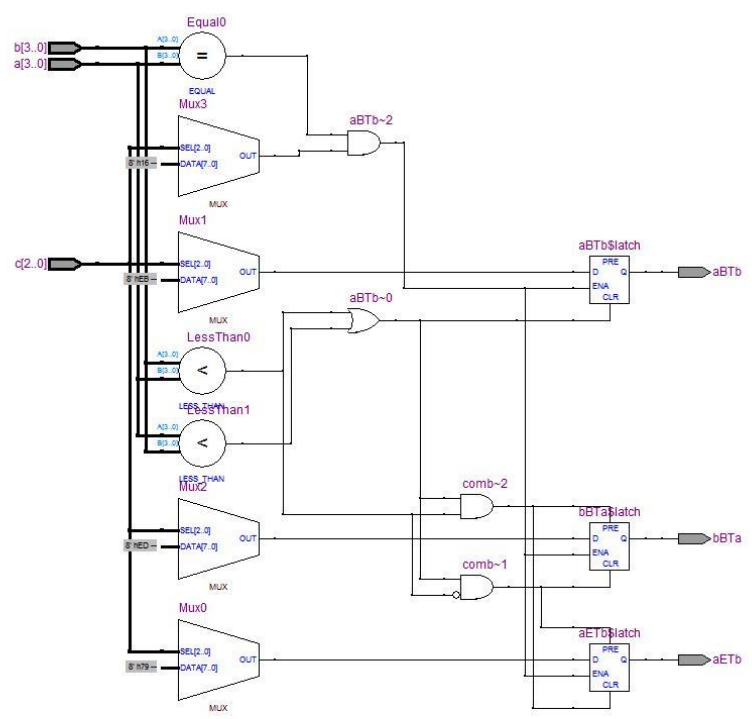 Equal0
b[3..0]
A[3..0]
=
a[3..0]
B[3..0]
EQUAL
Mux3
aBTb~2
SEL[2..0]
OUT
8' h16
DATA[7..0]
MUX
Mux1
aBTb$latch
c[2..0]
SEL[2..0]
PRE
OUT
D
Q
aBTb
8' hEB
DATA[7..0]
ENA
CLR
aBTb~0
MUX
LessThan0
A[3..0]
B[3..0]
<
LESS_THAN
LessThan1
A[3..0]
B[3..0]
<
LESS_THAN
Mux2
comb~2
bBTa$latch
SEL[2..0]
PRE
OUT
D
Q
bBTa
8' hED
DATA[7..0]
ENA
CLR
comb~1
MUX
Mux0
aETb$latch
SEL[2..0]
PRE
OUT
D
Q
aETb
8' h79
DATA[7..0]
ENA
CLR
MUX